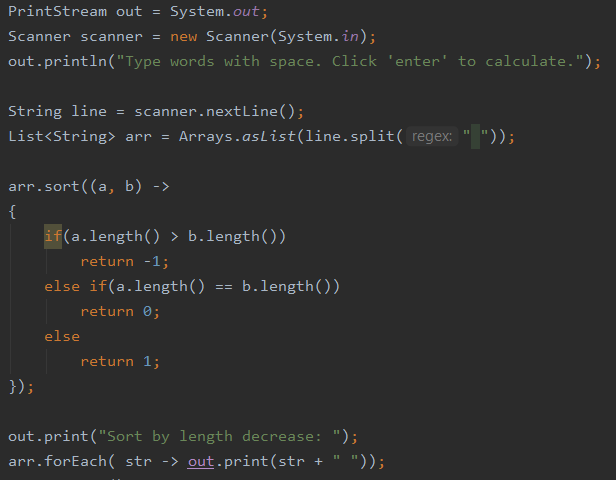 PrintStream out = System.out;
Scanner scanner = new Scanner(System.in);
out.println("Type words with space. Click 'enter' to calculate.");
String line = scanner.nextLine();
List<String> arr = Arrays.asList(line.split( regex: " "));
arr.sort((a, b) ->
{
if(a.length() > b.length())
return -1;
else if(a.length() == b.length())
return 0;
else
return 1;
});
out.print("Sort by length decrease: ");
arr.forEach( str -> out.print(str + " "));